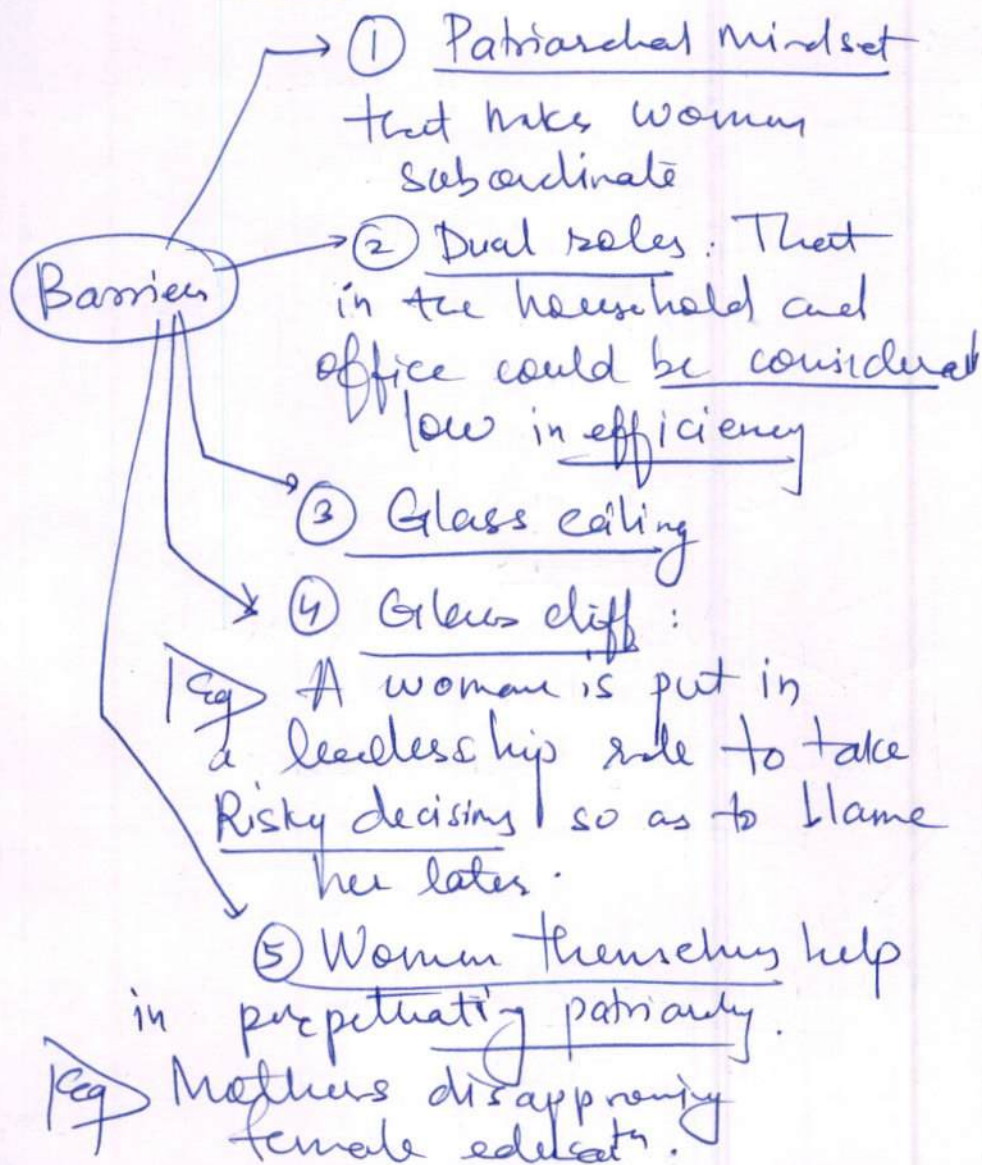 ① Patriarchal mindset
that makes women
subordinate
② Dual roles: That
Barriers
in the household and
office could be considered
low in efficiency
③ Glass ceiling
④ Glass cliff :
Eg A woman is put in
a leadership role to take
Risky decisions so as to blame
her later.
⑤ Women themselves help
in perpethating patriarchy.
Eg Mothers disapproving
female educatn.